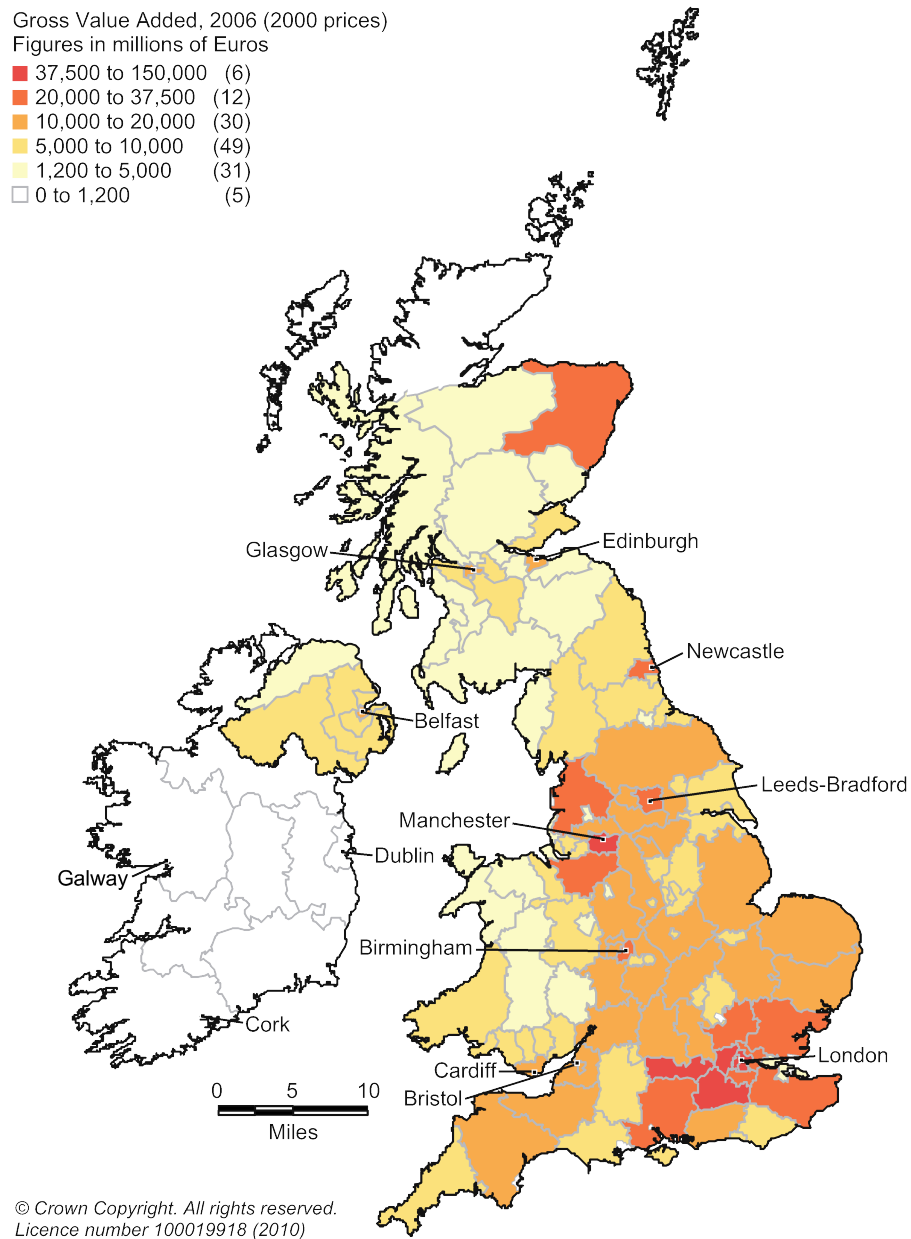 Gross Value Added, 2006 (2000 prices)
Figures in millions of Euros
37,500 to 150,000 (6)
20,000 to 37,500 (12)
10,000 to 20,000 (30)
5,000 to 10,000 (49)
1,200 to 5,000 (31)
0 to 1,200 (5)
Glasgow
Edinburgh
Newcastle
Belfast
Leeds-Bradford
Manchester
Dublin
Galway
Birmingham
Cork
London
Cardiff
Bristol
0 5 10
Miles
© Crown Copyright. All rights reserved.
Licence number 100019918 (2010)